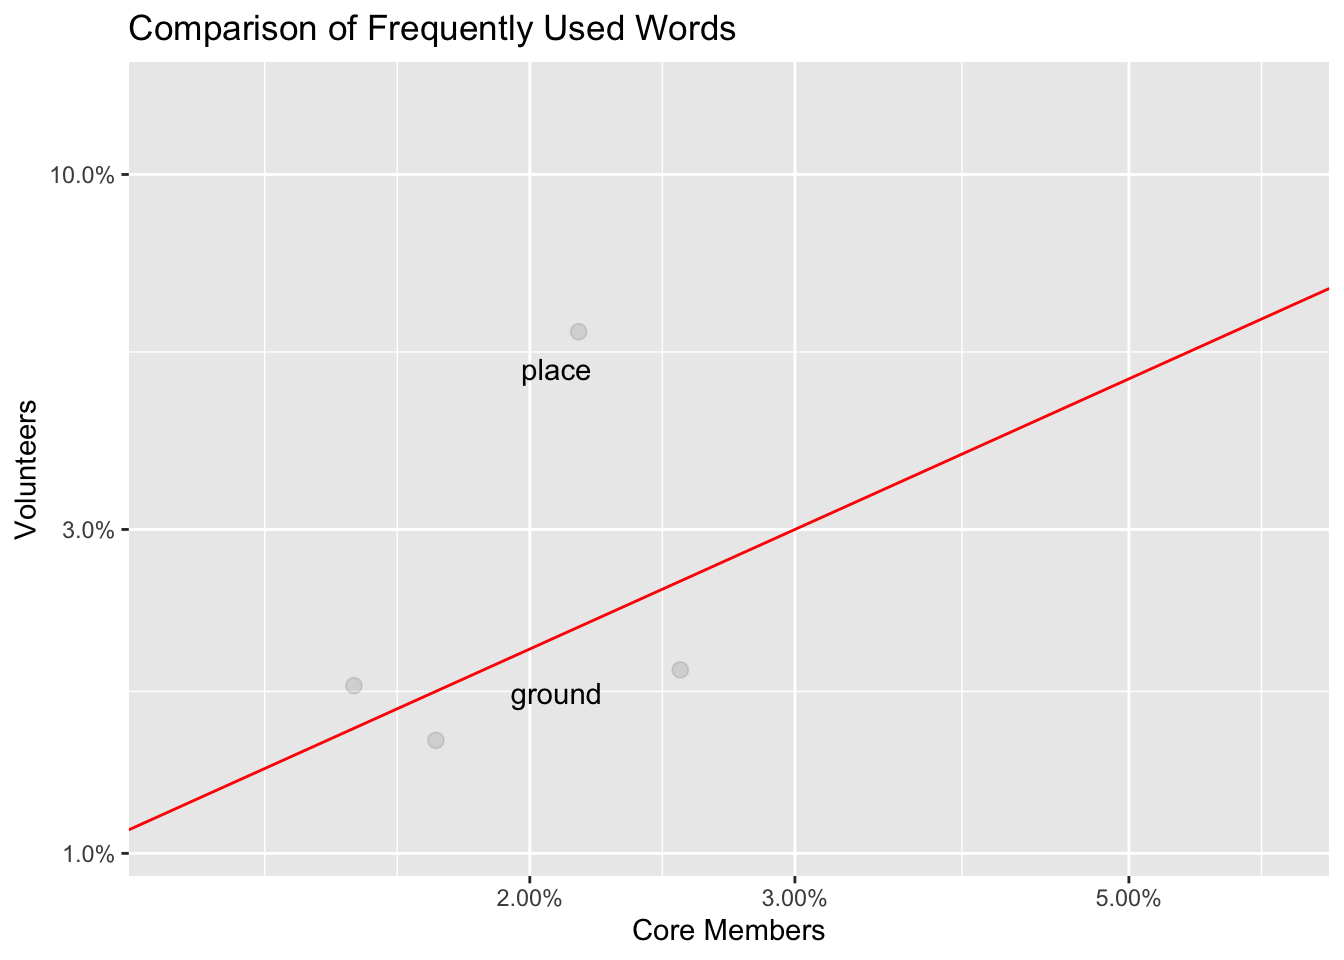 Comparison of Frequently Used Words
10.0%
place
Volunteers
3.0%
ground
1.0%
2.00%
3.00%
5.00%
Core Members